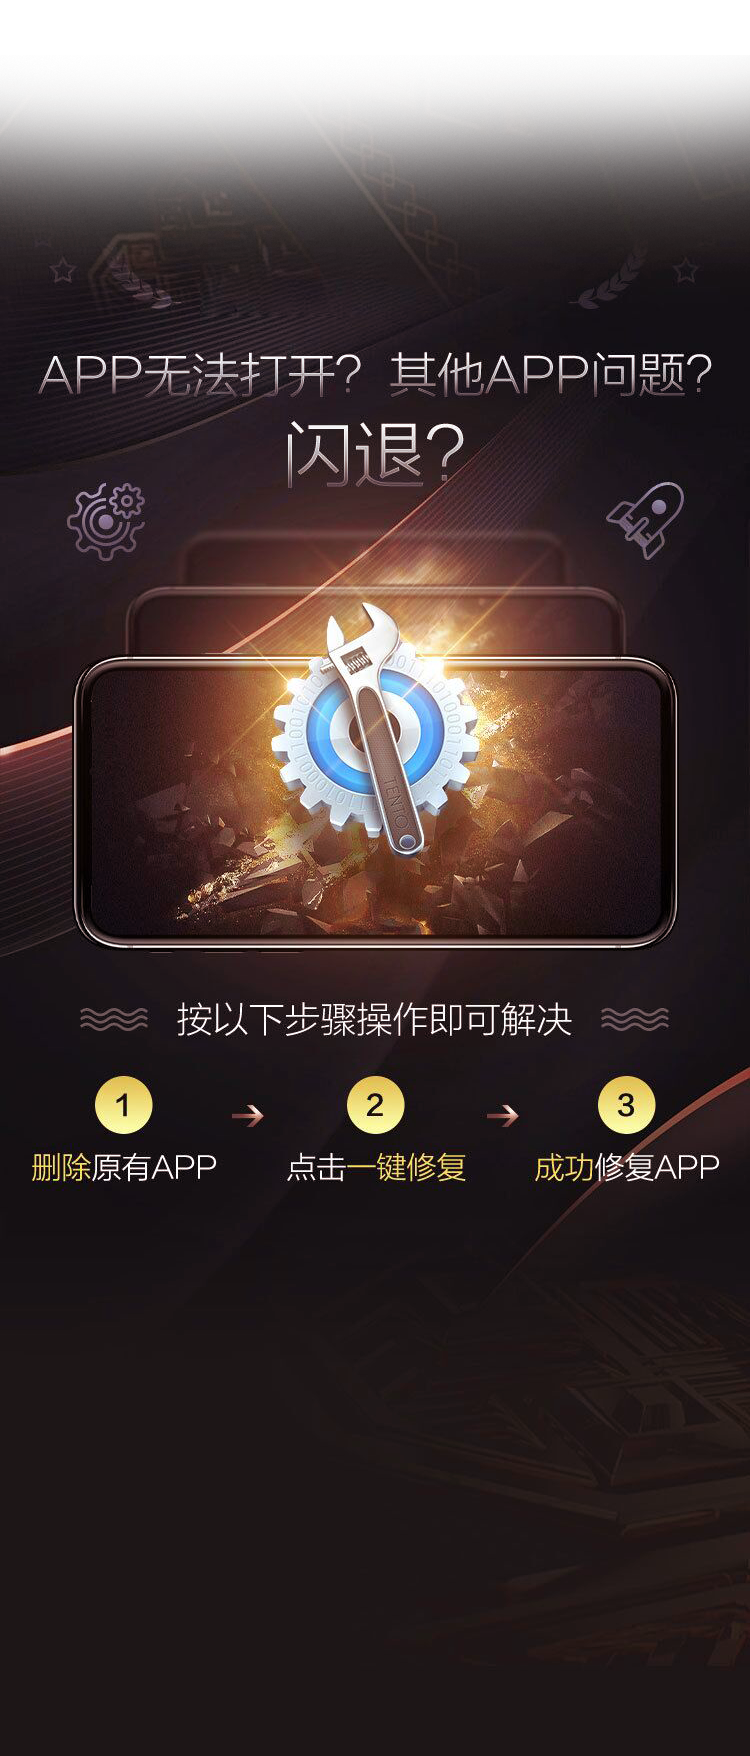 APP无法打开？其他APP问题？
闪退？
TENTO
按以下步骤操作即可解决
1
2
3
删除原有APP
点击一键修复
成功修复APP